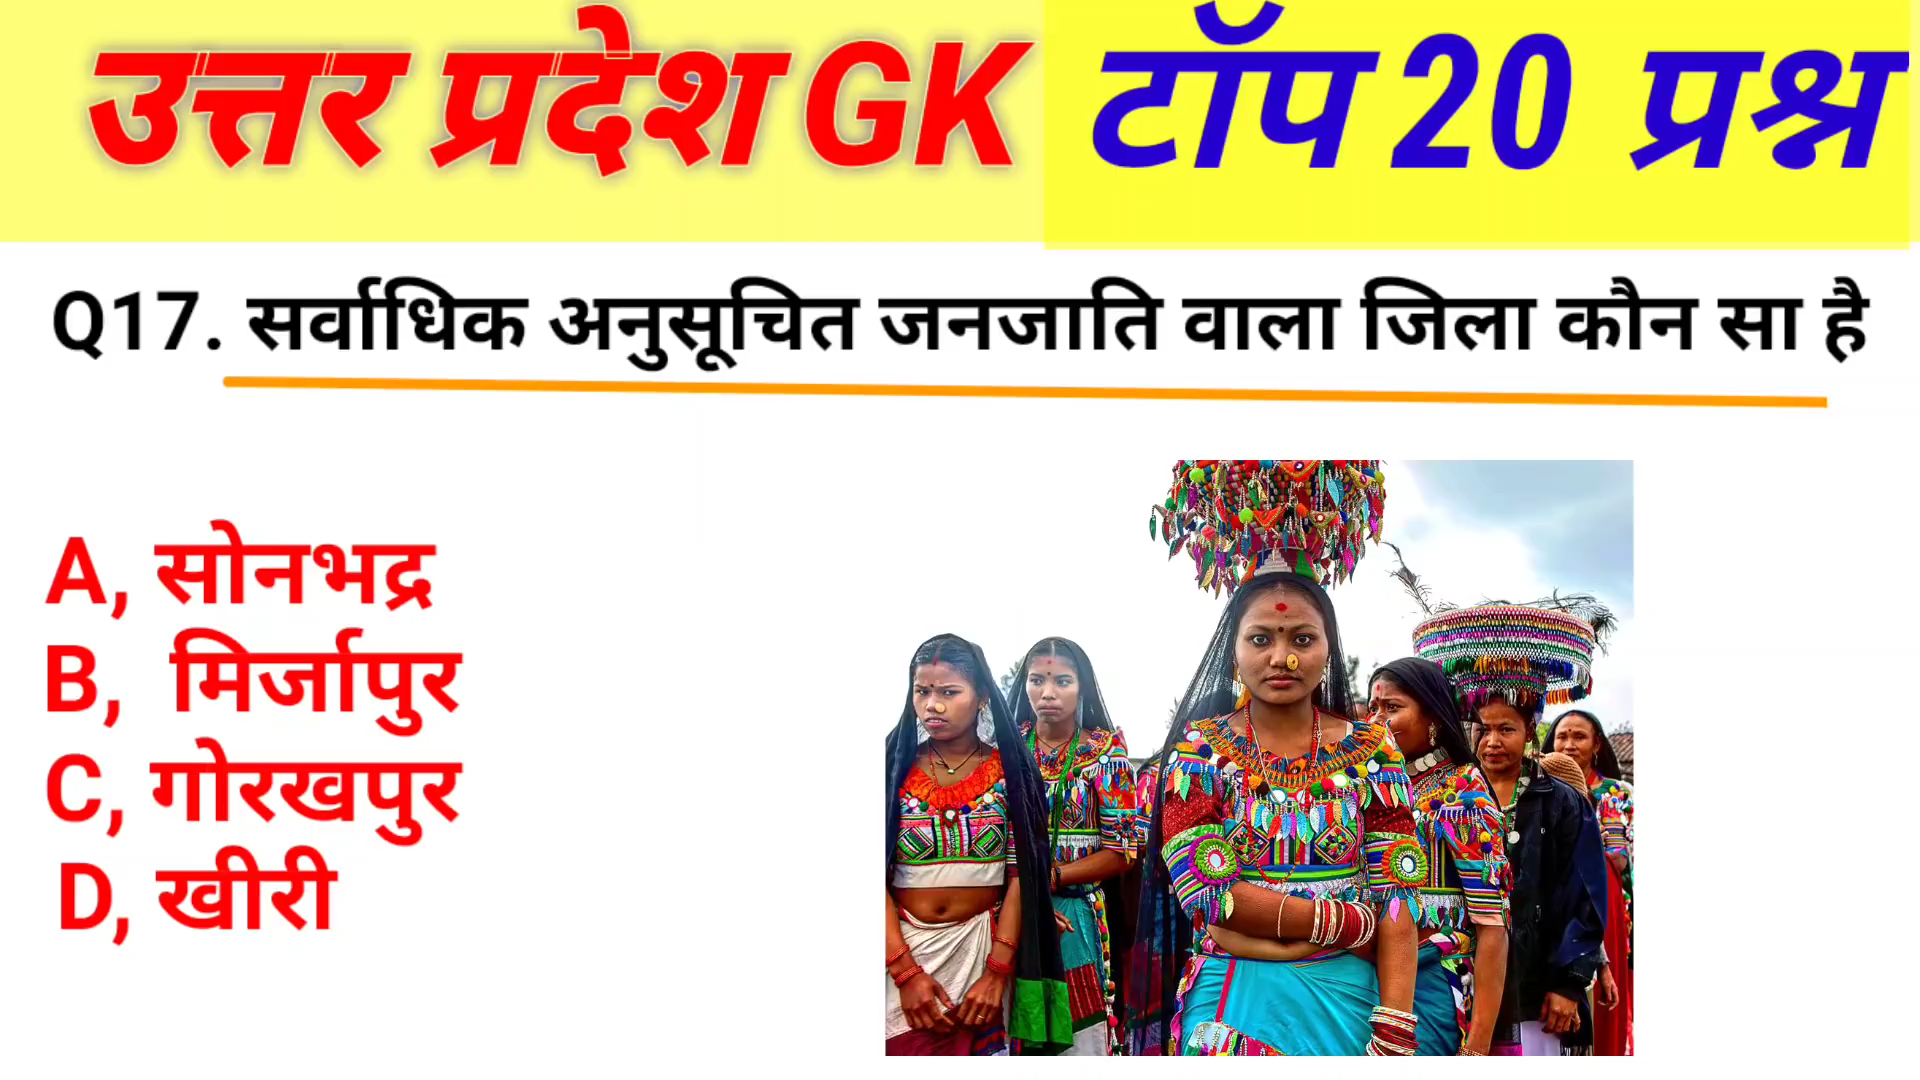 उत्तर प्रदेश GK टॉप 20 प्रश्न
Q17. सर्वाधिक अनुसूचित जनजाति वाला जिला कौन सा है
A, सोनभद्र
B, मिर्जापुर
C, गोरखपुर
D, खीरी